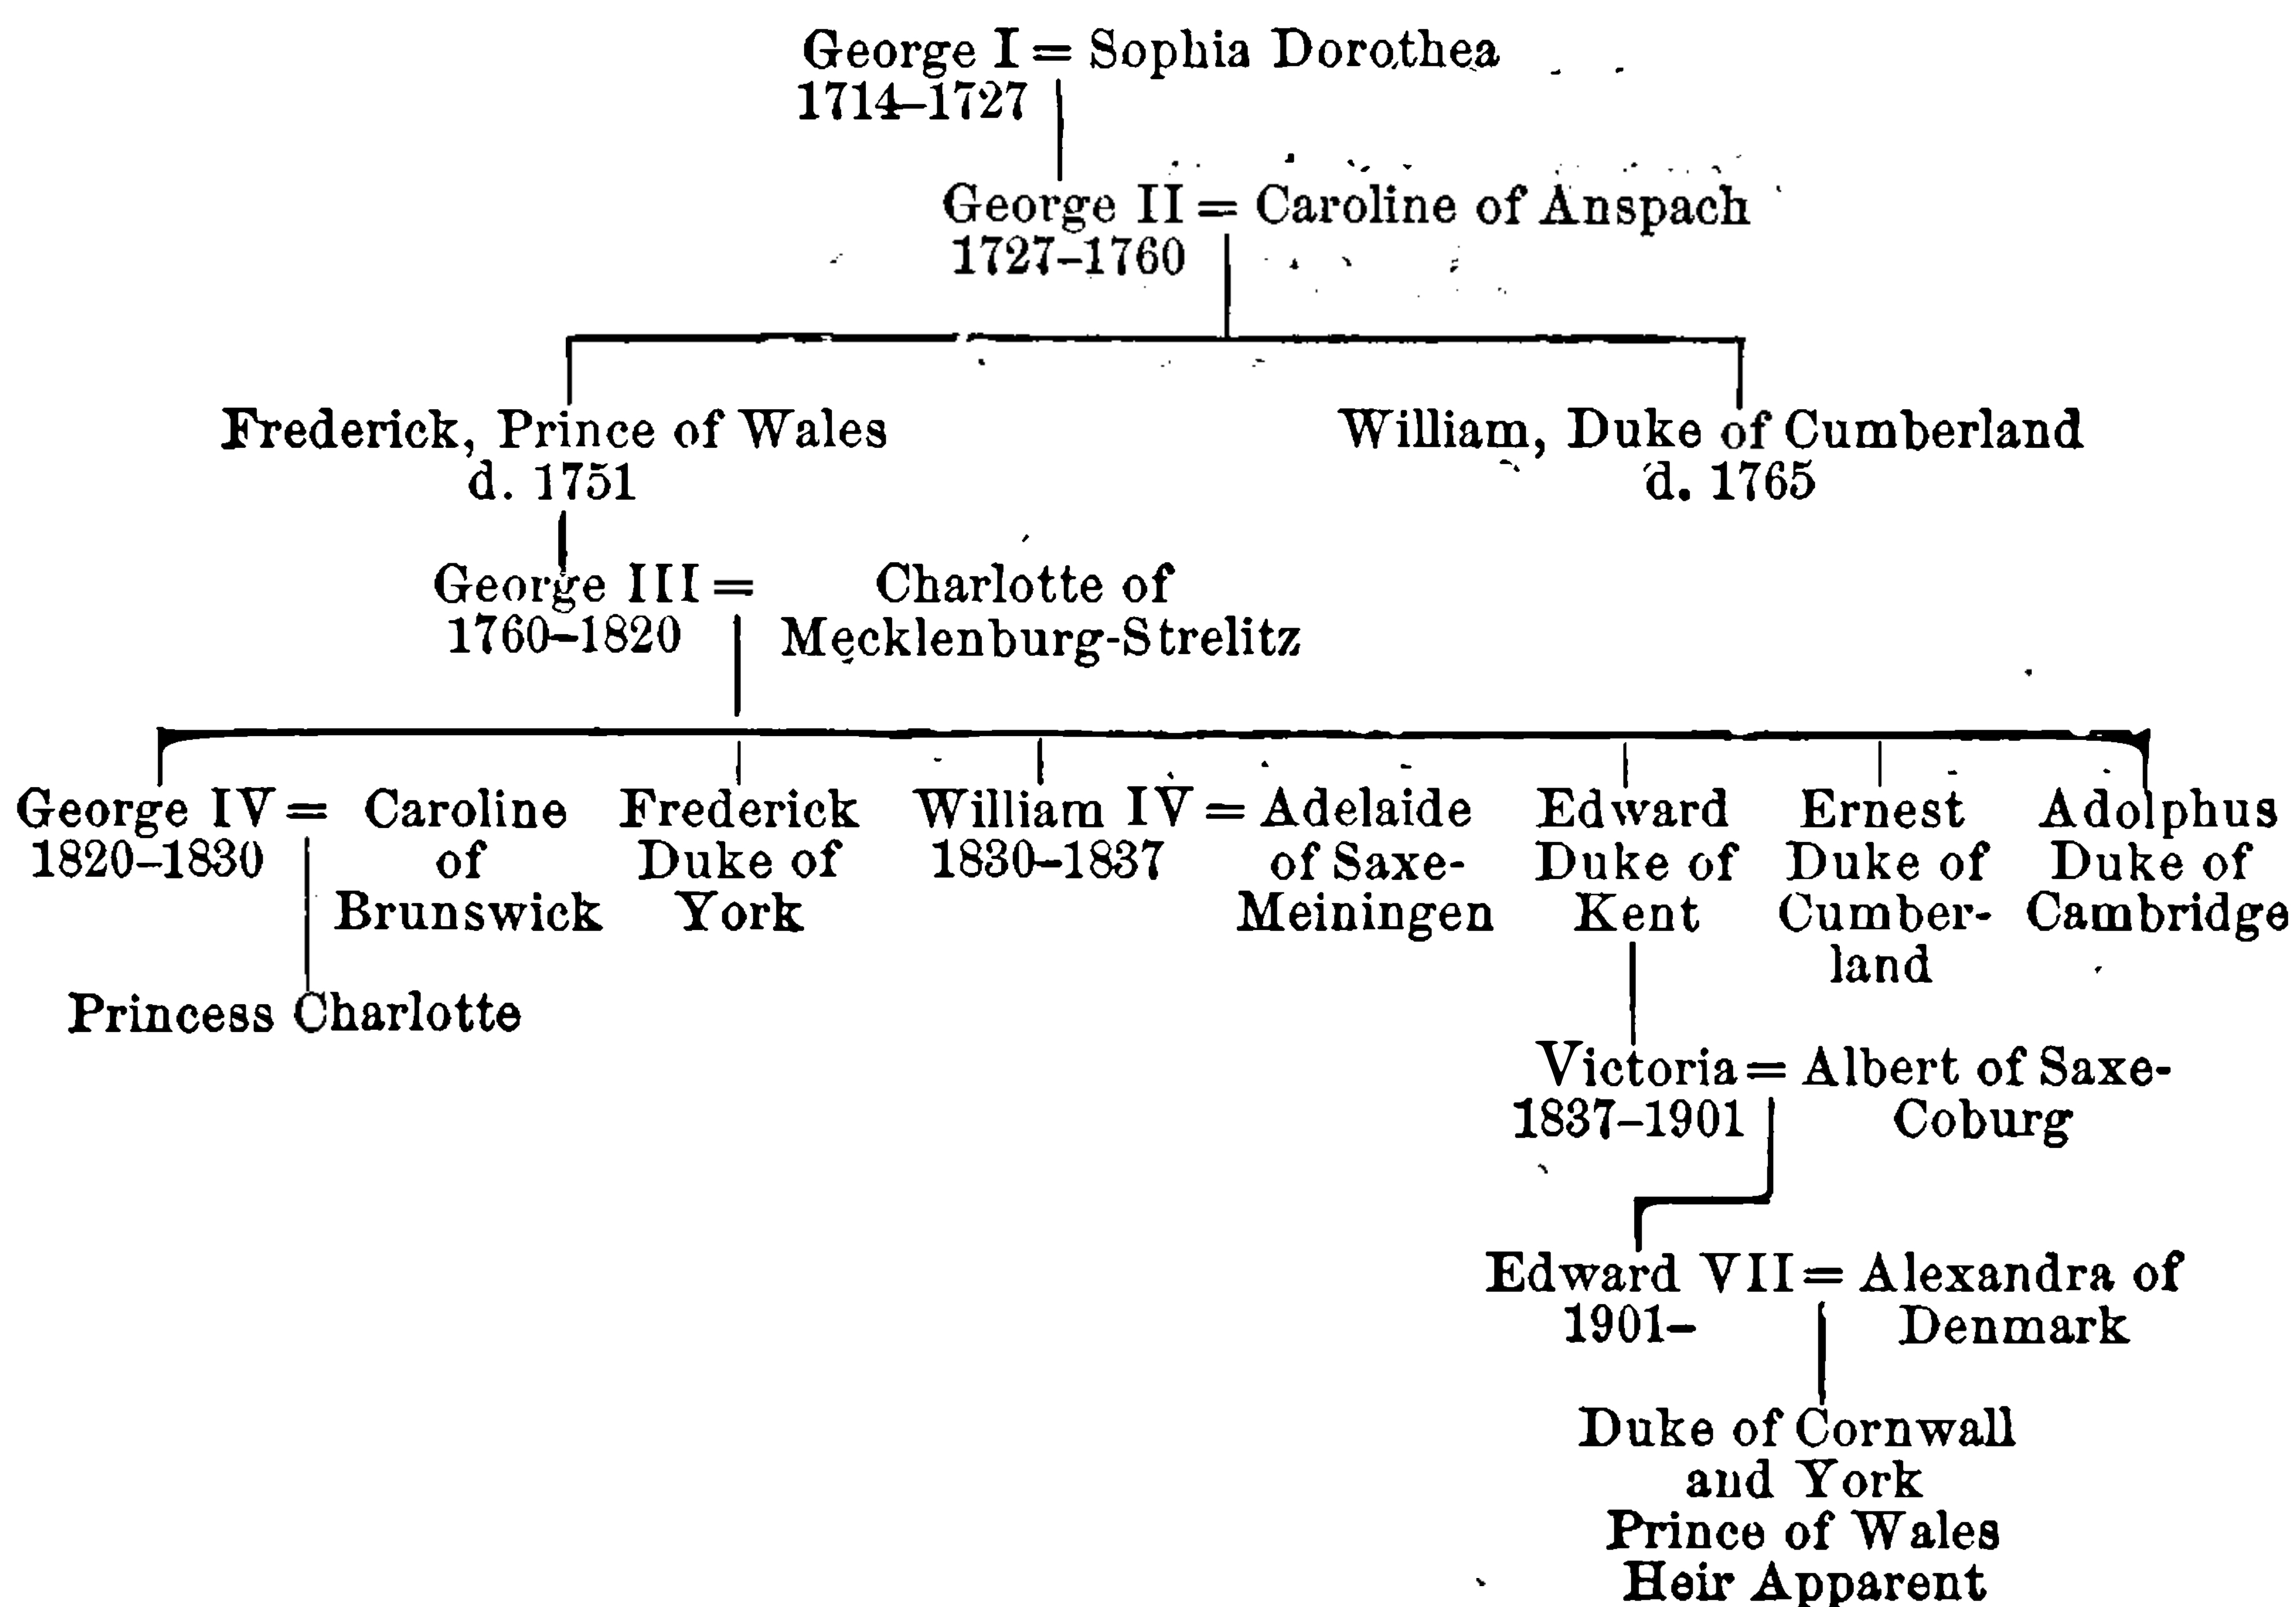 George I = Sophia Dorothea
1714–1727
George II = Caroline of Anspach
1727–1760
Frederick, Prince of Wales
d. 1751
William, Duke of Cumberland
d. 1765
George III =
1760–1820
Charlotte of
Mecklenburg-Strelitz
George IV =
1820–1830
Caroline
of
Brunswick
Frederick
Duke of
York
William IV =
1830–1837
Adelaide
of Saxe-
Meiningen
Edward
Duke of
Kent
Ernest
Duke of
Cumber-
land
Adolphus
Duke of
Cambridge
Princess Charlotte
Victoria =
1837–1901
Albert of Saxe-
Coburg
Edward VII =
1901–
Alexandra of
Denmark
Duke of Cornwall
and York
Prince of Wales
Heir Apparent